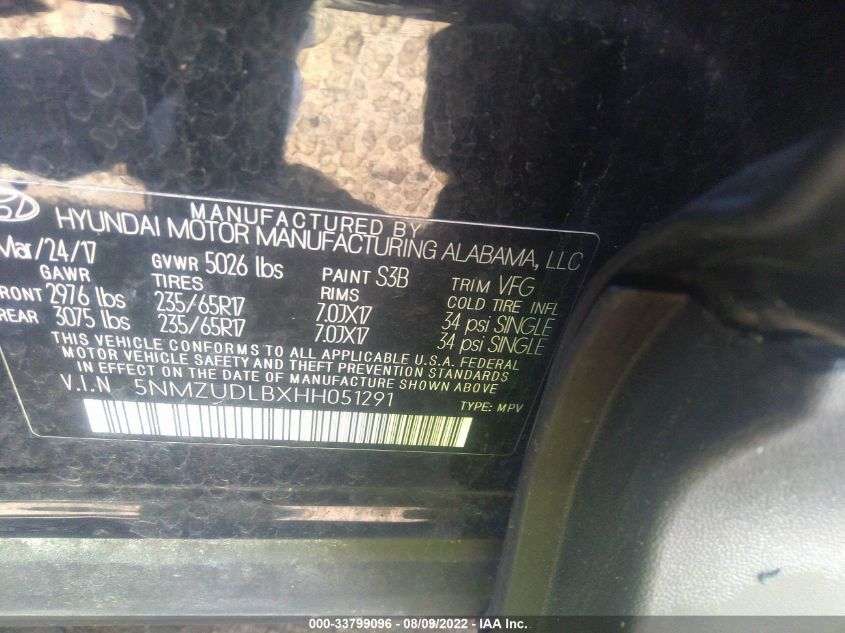 MANUFACTURED BY
HYUNDAI MOTOR MANUFACTURING ALABAMA, LLC
Mar/24/17 GVWR 5026 lbs PAINT S3B TRIM VFG
GAWR TIRES RIMS COLD TIRE INFL
FRONT 2976 lbs 235/65R17 7.0JX17 34 psi SINGLE
REAR 3075 lbs 235/65R17 7.0JX17 34 psi SINGLE
THIS VEHICLE CONFORMS TO ALL APPLICABLE U.S.A. FEDERAL
MOTOR VEHICLE SAFETY AND THEFT PREVENTION STANDARDS
IN EFFECT ON THE DATE OF MANUFACTURE SHOWN ABOVE
V.I.N 5NMZUDLBXHH051291 TYPE: MPV
000-33799096 - 08/09/2022 - IAA Inc.